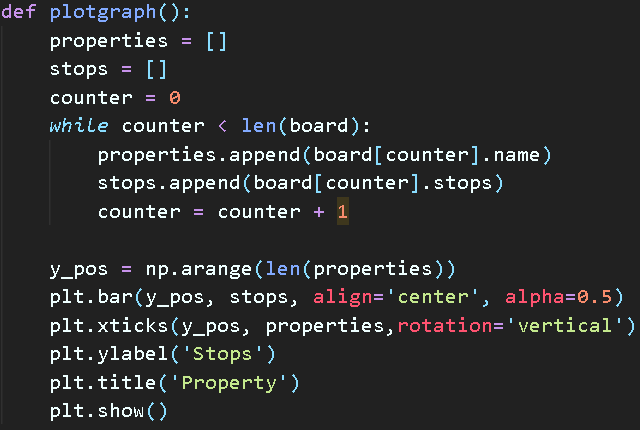 def plotgraph():
    properties = []
    stops = []
    counter = 0
    while counter < len(board):
        properties.append(board[counter].name)
        stops.append(board[counter].stops)
        counter = counter + 1

    y_pos = np.arange(len(properties))
    plt.bar(y_pos, stops, align='center', alpha=0.5)
    plt.xticks(y_pos, properties,rotation='vertical')
    plt.ylabel('Stops')
    plt.title('Property')
    plt.show()